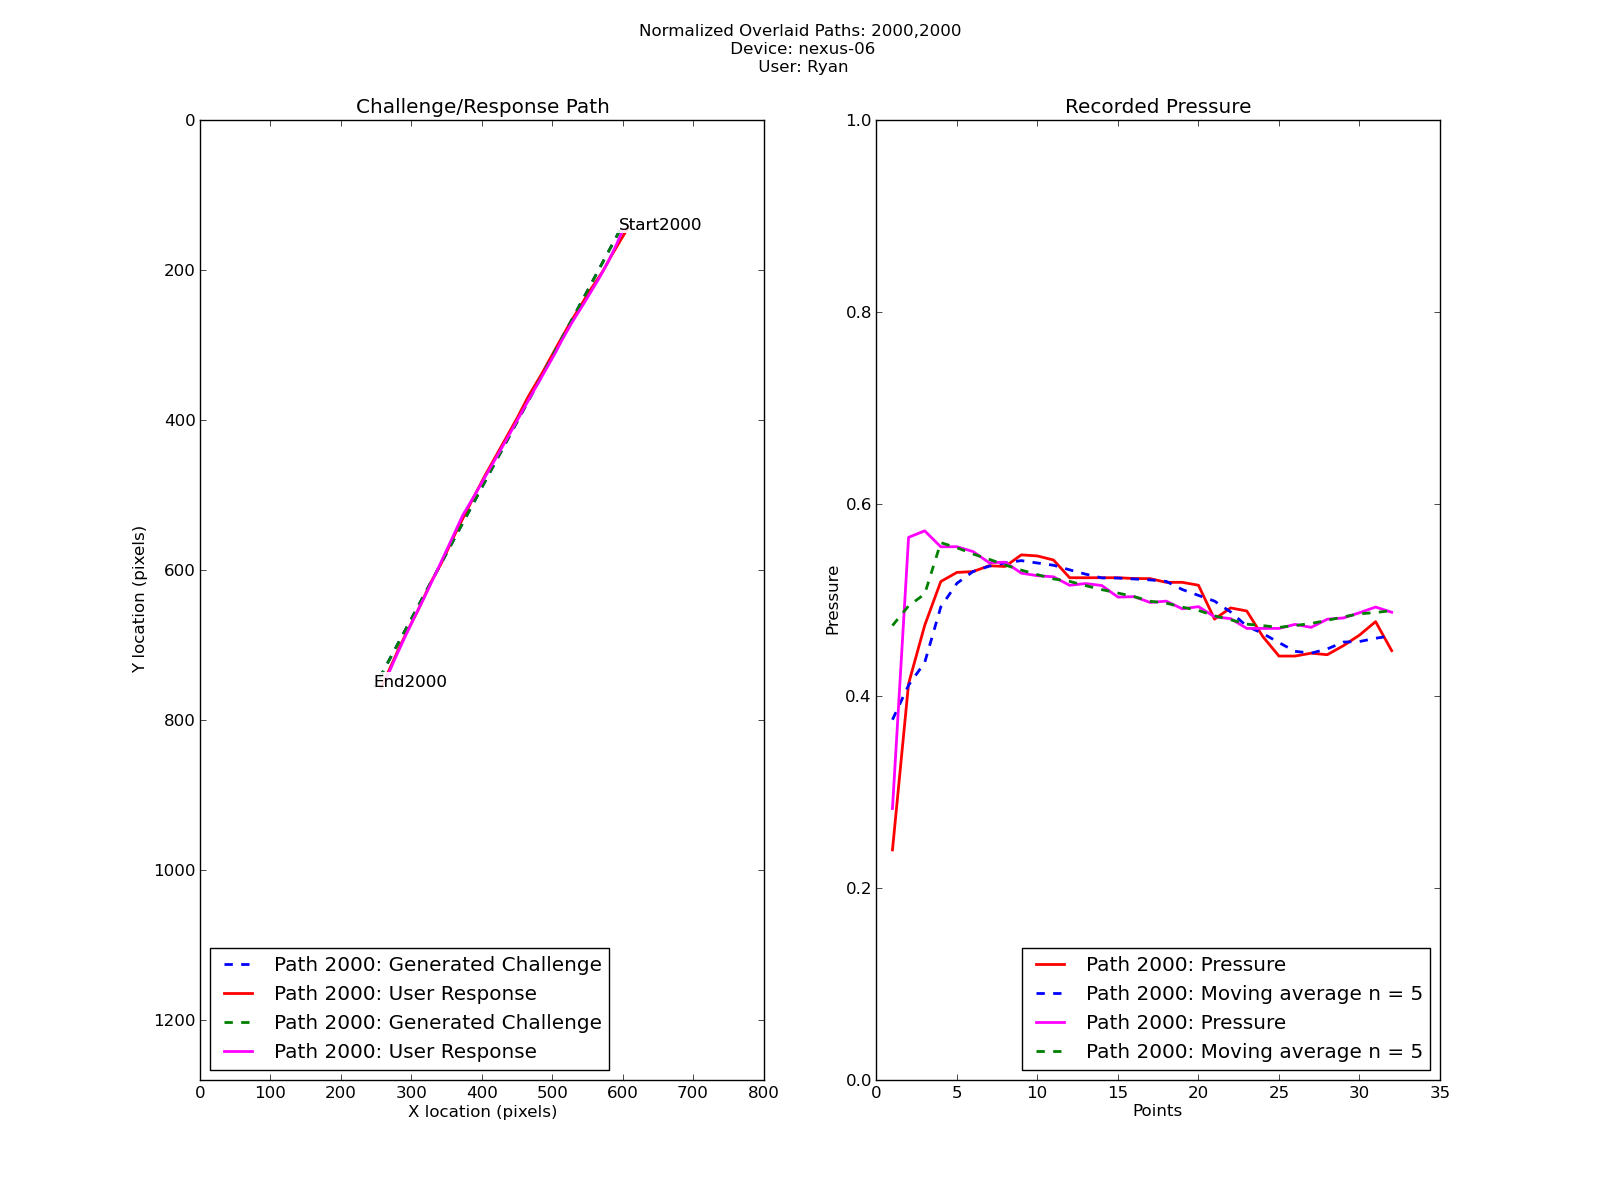 Normalized Overlaid Paths: 2000,2000
Device: nexus-06
User: Ryan
Challenge/Response Path
0
200
400
600
800
1000
1200
Y location (pixels)
Start2000
End2000
Path 2000: Generated Challenge
Path 2000: User Response
Path 2000: Generated Challenge
Path 2000: User Response
0 100 200 300 400 500 600 700 800
X location (pixels)
Recorded Pressure
1.0
0.8
0.6
0.4
0.2
0.0
Pressure
Path 2000: Pressure
Path 2000: Moving average n = 5
Path 2000: Pressure
Path 2000: Moving average n = 5
0 5 10 15 20 25 30 35
Points